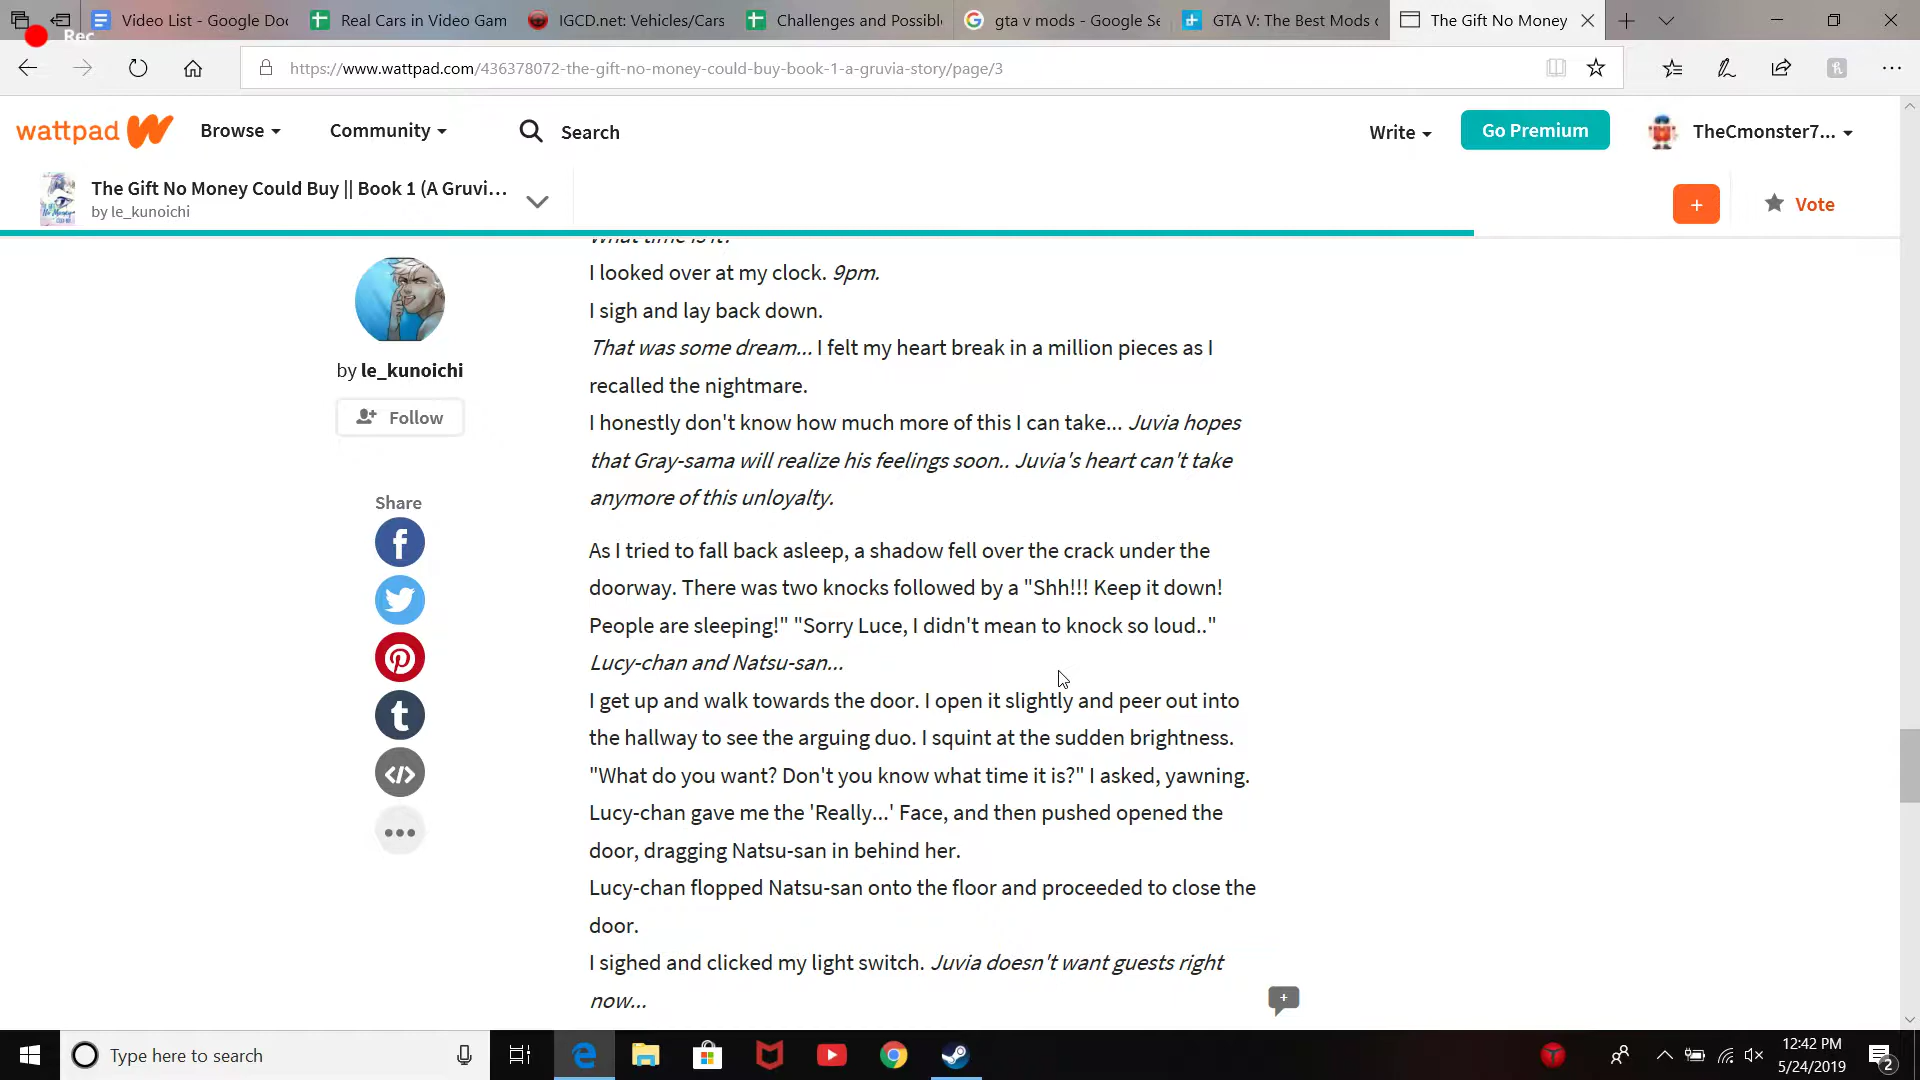 Rec
Video List - Google Doc
Real Cars in Video Gam
IGCD.net: Vehicles/Cars
Challenges and Possibl
gta v mods - Google Se
GTA V: The Best Mods
The Gift No Money
https://www.wattpad.com/436378072-the-gift-no-money-could-buy-book-1-a-gruvia-story/page/3
wattpad
Browse
Community
Search
Write
Go Premium
TheCmonster7...
The Gift No Money Could Buy || Book 1 (A Gruvi...
by le_kunoichi
+
Vote
What time is it?
I looked over at my clock. 9pm.
I sigh and lay back down.
That was some dream... I felt my heart break in a million pieces as I
recalled the nightmare.
I honestly don't know how much more of this I can take... Juvia hopes
that Gray-sama will realize his feelings soon.. Juvia's heart can't take
anymore of this unloyalty.
As I tried to fall back asleep, a shadow fell over the crack under the
doorway. There was two knocks followed by a "Shh!!! Keep it down!
People are sleeping!" "Sorry Luce, I didn't mean to knock so loud.."
Lucy-chan and Natsu-san...
I get up and walk towards the door. I open it slightly and peer out into
the hallway to see the arguing duo. I squint at the sudden brightness.
"What do you want? Don't you know what time it is?" I asked, yawning.
Lucy-chan gave me the 'Really...' Face, and then pushed opened the
door, dragging Natsu-san in behind her.
Lucy-chan flopped Natsu-san onto the floor and proceeded to close the
door.
I sighed and clicked my light switch. Juvia doesn't want guests right
now...
by le_kunoichi
Follow
Share
Type here to search
12:42 PM
5/24/2019
2